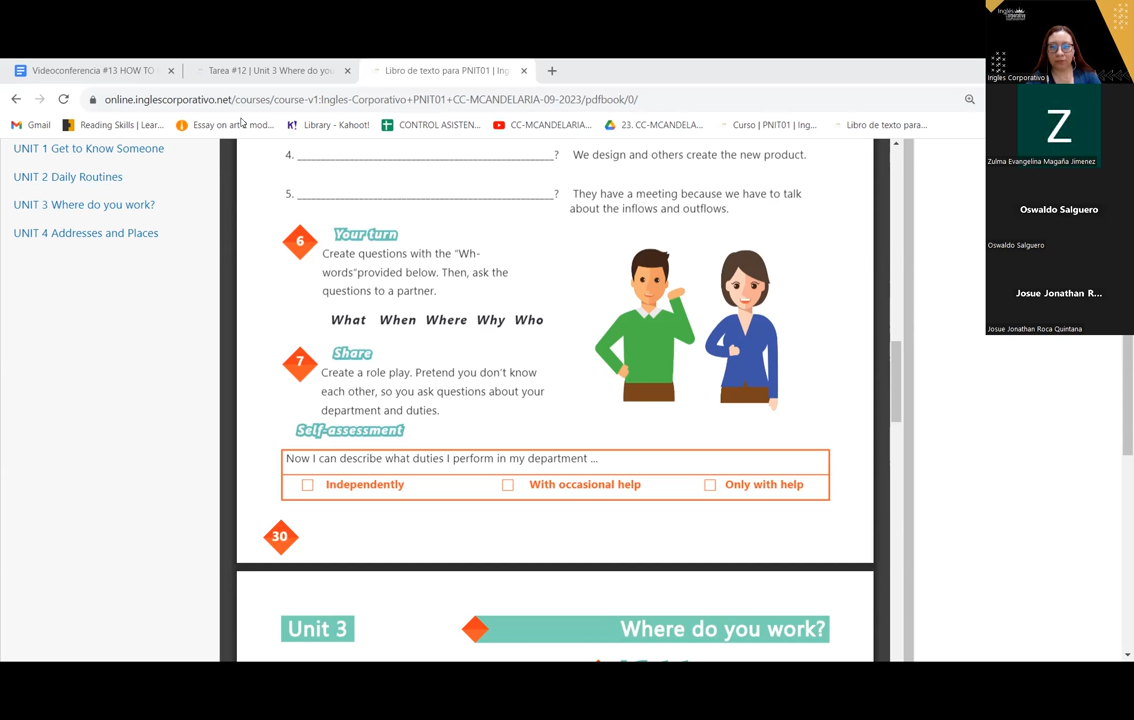 Videoconferencia #13 HOW TO
Tarea #12 | Unit 3 Where do you
Libro de texto para PNIT01 | Ing
online.inglescorporativo.net/courses/course-v1:Ingles-Corporativo+PNIT01+CC-MCANDELARIA-09-2023/pdfbook/0/
Gmail
Reading Skills | Lear...
Essay on art a mod...
Library - Kahoot!
CONTROL ASISTEN...
CC-MCANDELARIA...
23. CC-MCANDELA...
Curso | PNIT01 | Ing...
Libro de texto para...
UNIT 1 Get to Know Someone
UNIT 2 Daily Routines
UNIT 3 Where do you work?
UNIT 4 Addresses and Places
4. ________________________________________? We design and others create the new product.
5. ________________________________________? They have a meeting because we have to talk
about the inflows and outflows.
6 Your turn
Create questions with the "Wh-
words"provided below. Then, ask the
questions to a partner.
What When Where Why Who
7 Share
Create a role play. Pretend you don't know
each other, so you ask questions about your
department and duties.
Self-assessment
Now I can describe what duties I perform in my department ...
Independently
With occasional help
Only with help
30
Unit 3
Where do you work?
Inglés
Corporativo
Ingles Corporativo
Z
Zulma Evangelina Magaña Jimenez
Oswaldo Salguero
Oswaldo Salguero
Josue Jonathan R...
Josue Jonathan Roca Quintana